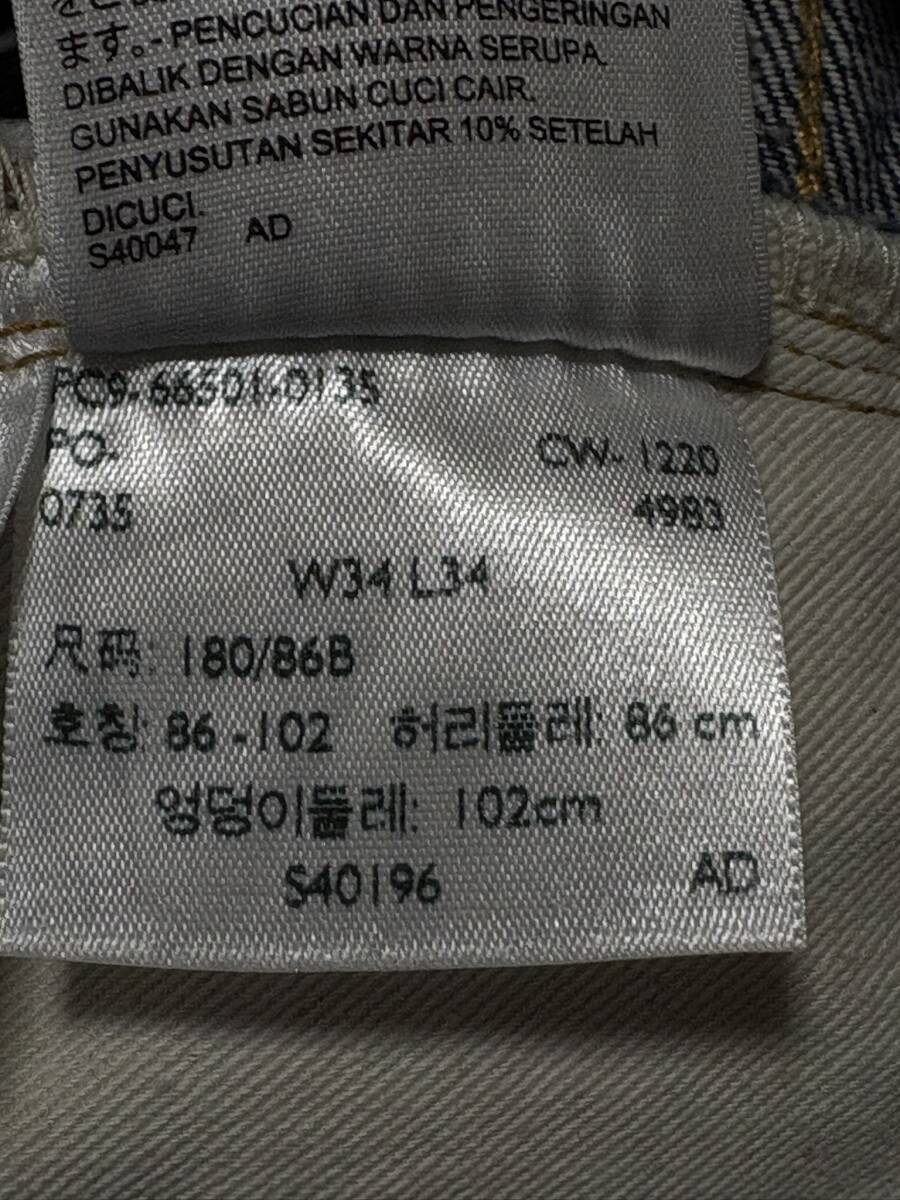 ます。- PENCUCIAN DAN PENGERINGAN
DIBALIK DENGAN WARNA SERUPA.
GUNAKAN SABUN CUCI CAIR.
PENYUSUTAN SEKITAR 10% SETELAH
DICUCI.
S40047 AD
PC9-66501-0135
PO- CW- 1220
0735 4983
W34 L34
尺码: 180/86B
호칭: 86 -102 허리둘레: 86 cm
엉덩이둘레: 102cm
S40196 AD